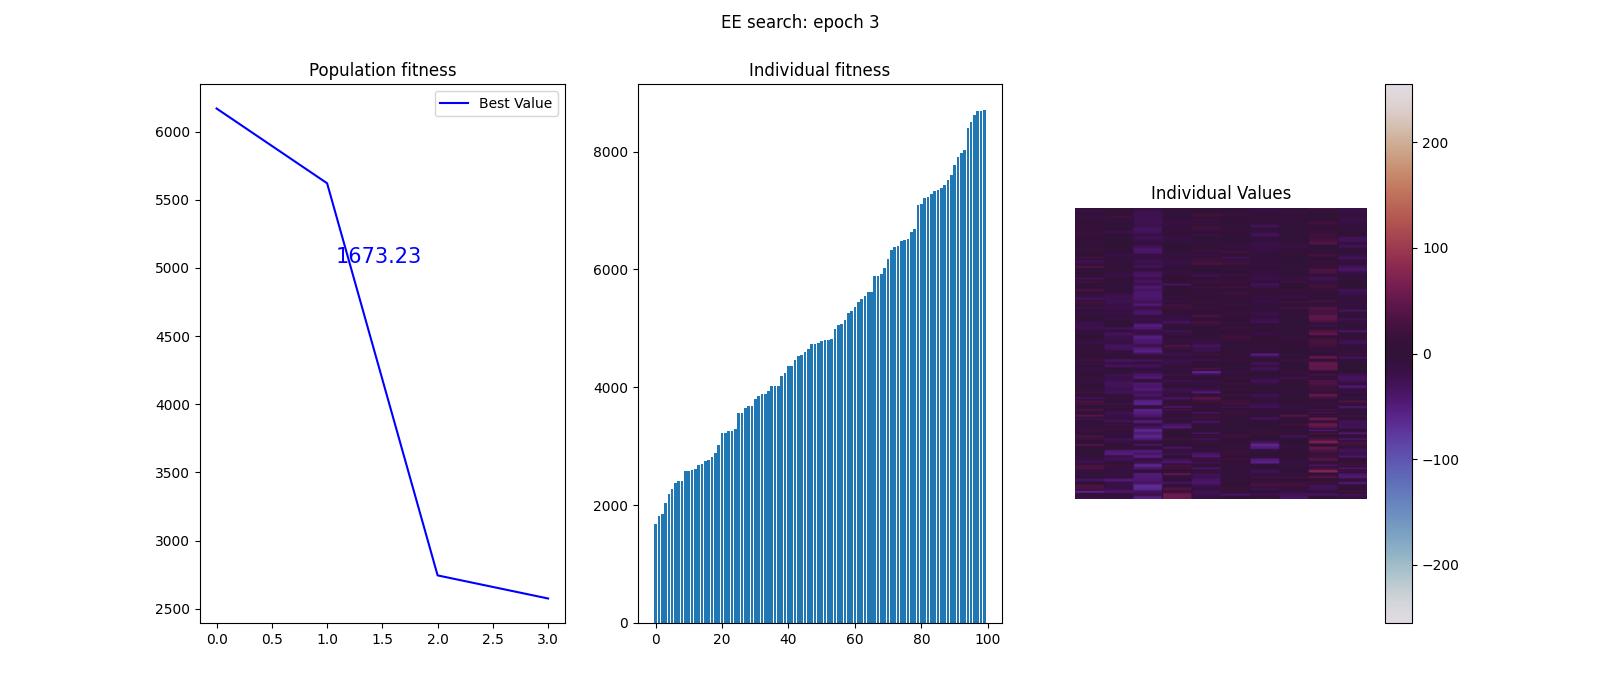 EE search: epoch 3
Population fitness
Best Value
1673.23
6000
5500
5000
4500
4000
3500
3000
2500
0.0 0.5 1.0 1.5 2.0 2.5 3.0
Individual fitness
8000
6000
4000
2000
0
0 20 40 60 80 100
Individual Values
200
100
0
−100
−200